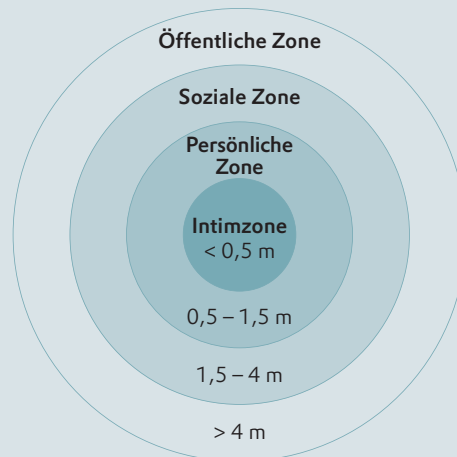 Öffentliche Zone
Soziale Zone
Persönliche
Zone
Intimzone
< 0,5 m
0,5 – 1,5 m
1,5 – 4 m
> 4 m